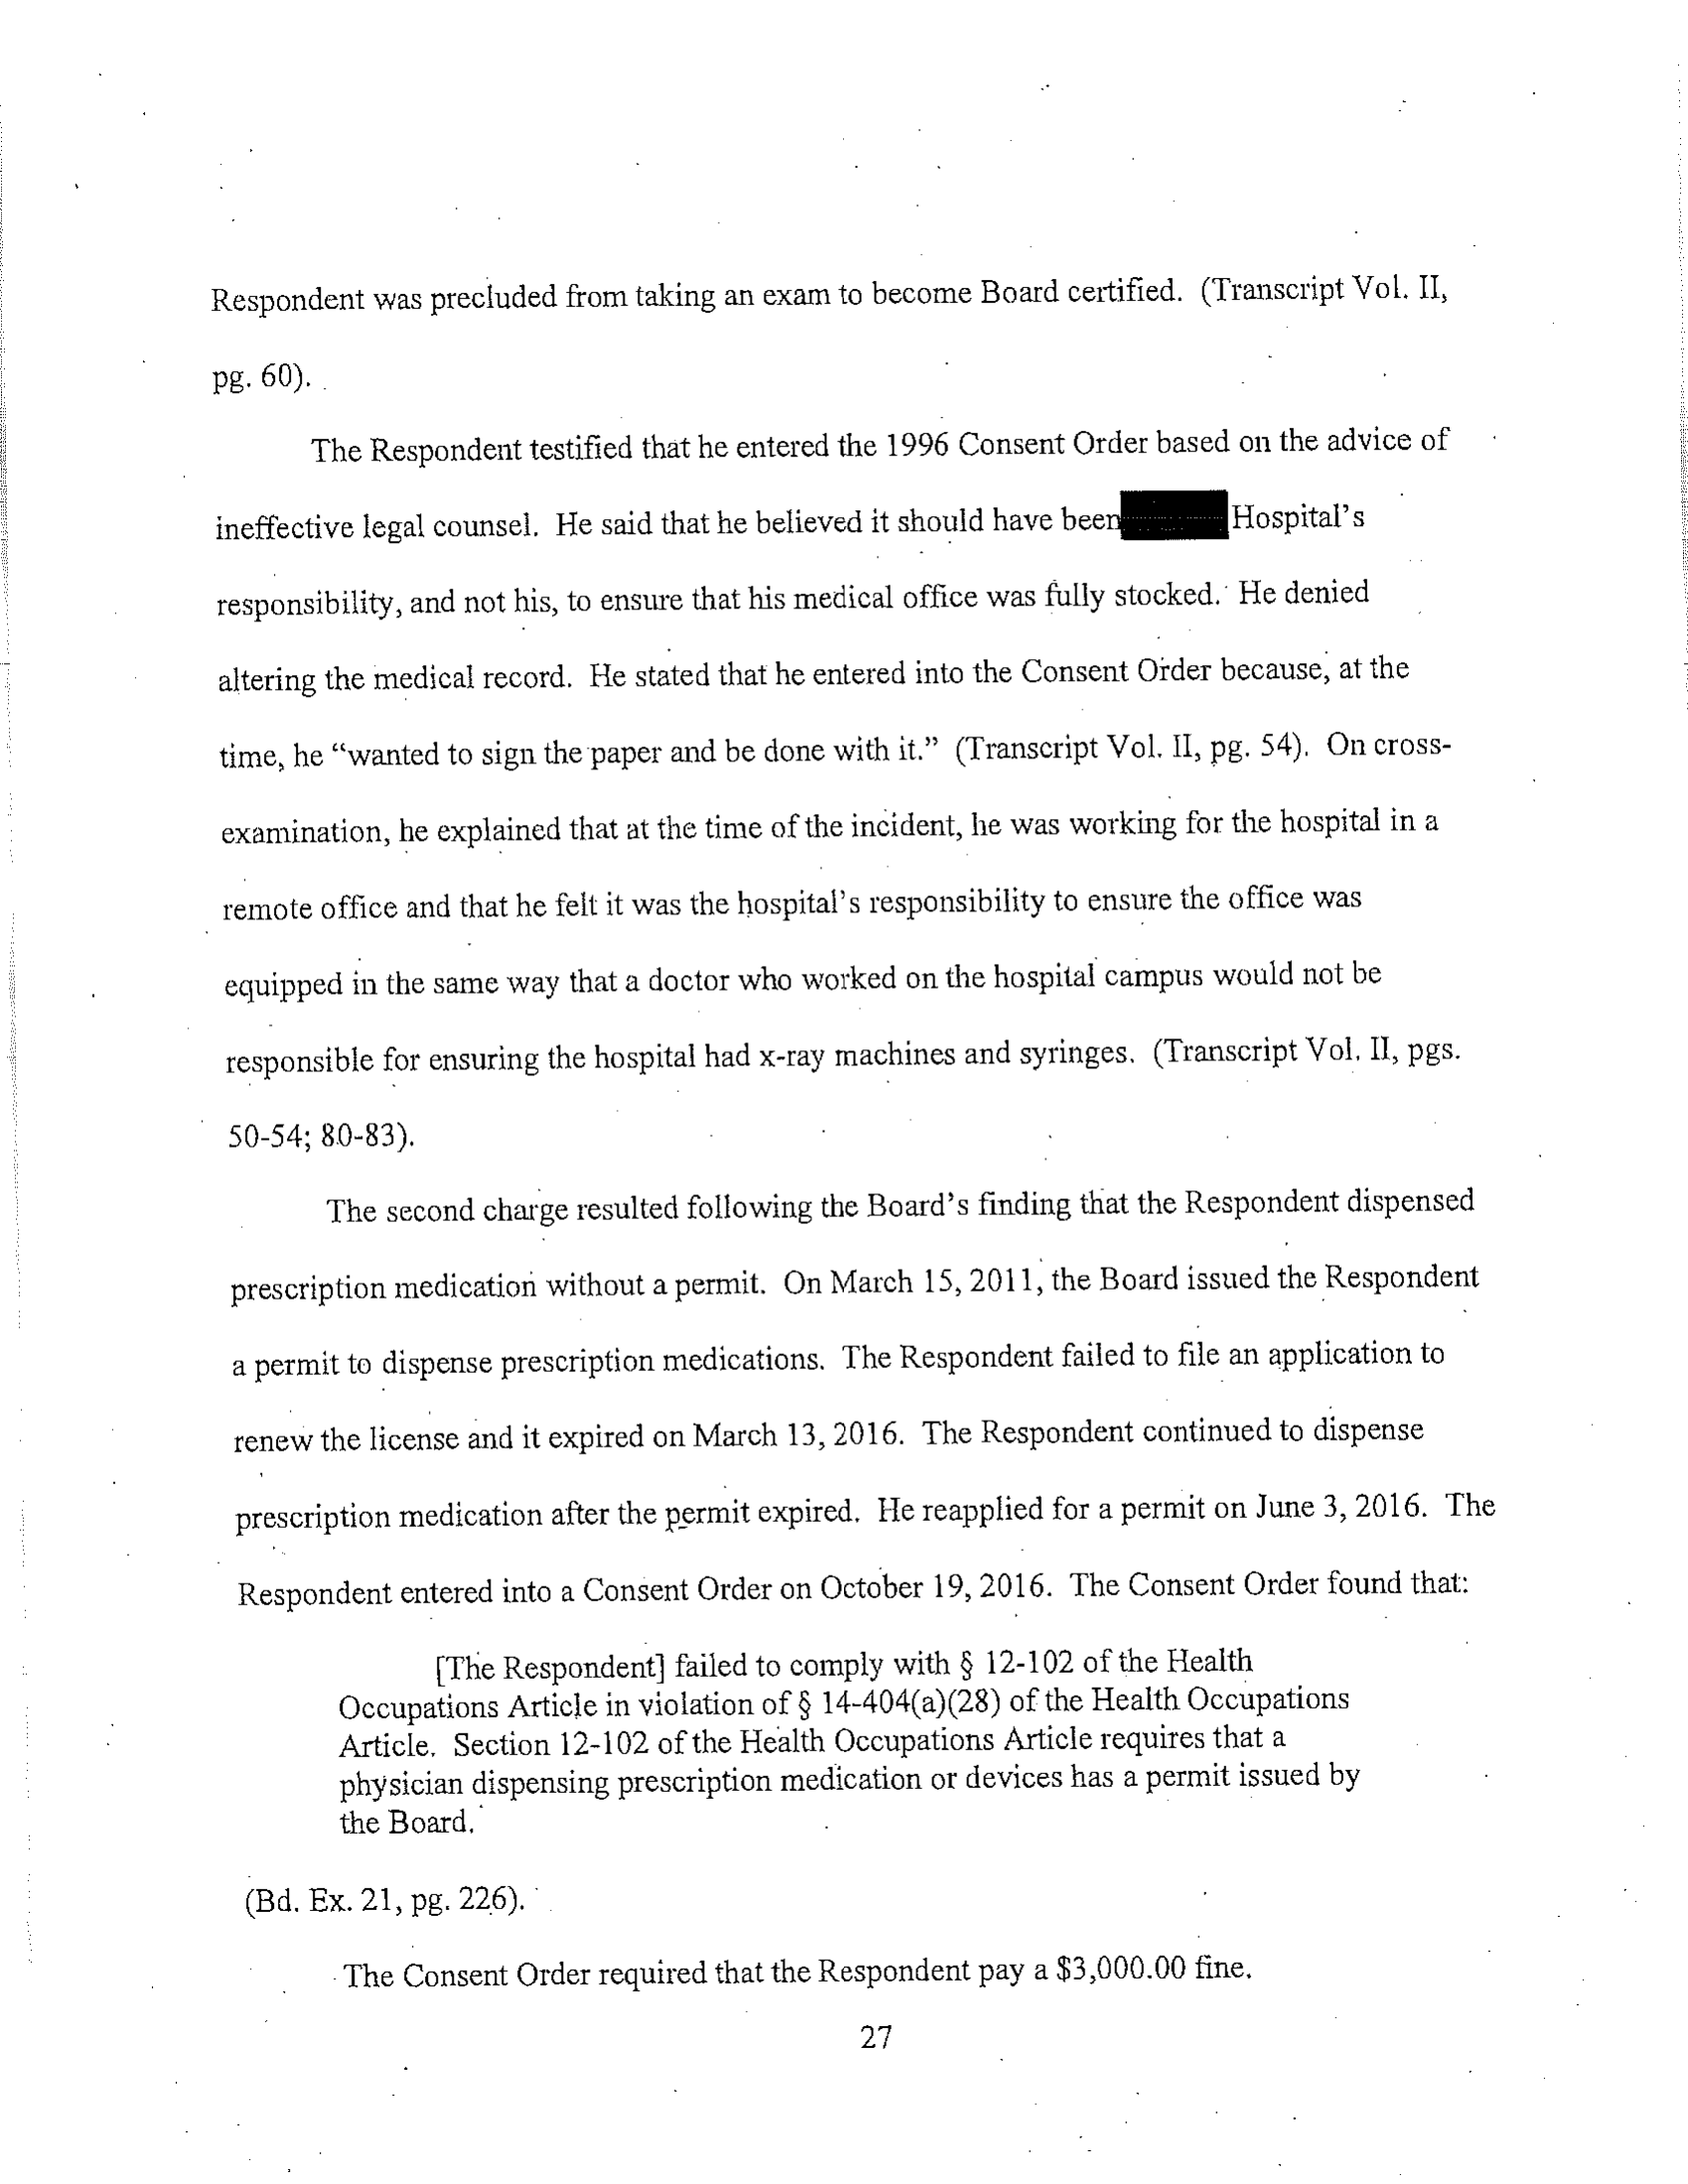 Respondent was precluded from taking an exam to become Board certified. (Transcript Vol. II,
pg. 60).
The Respondent testified that he entered the 1996 Consent Order based on the advice of
ineffective legal counsel. He said that he believed it should have been Hospital's
responsibility, and not his, to ensure that his medical office was fully stocked. He denied
altering the medical record. He stated that he entered into the Consent Order because, at the
time, he “wanted to sign the paper and be done with it.” (Transcript Vol. II, pg. 54). On cross-
examination, he explained that at the time of the incident, he was working for the hospital in a
remote office and that he felt it was the hospital's responsibility to ensure the office was
equipped in the same way that a doctor who worked on the hospital campus would not be
responsible for ensuring the hospital had x-ray machines and syringes. (Transcript Vol. II, pgs.
50-54; 80-83).
The second charge resulted following the Board's finding that the Respondent dispensed
prescription medication without a permit. On March 15, 2011, the Board issued the Respondent
a permit to dispense prescription medications. The Respondent failed to file an application to
renew the license and it expired on March 13, 2016. The Respondent continued to dispense
prescription medication after the permit expired. He reapplied for a permit on June 3, 2016. The
Respondent entered into a Consent Order on October 19, 2016. The Consent Order found that:
[The Respondent] failed to comply with § 12-102 of the Health
Occupations Article in violation of § 14-404(a)(28) of the Health Occupations
Article. Section 12-102 of the Health Occupations Article requires that a
physician dispensing prescription medication or devices has a permit issued by
the Board.
(Bd. Ex. 21, pg. 226).
The Consent Order required that the Respondent pay a $3,000.00 fine.
27